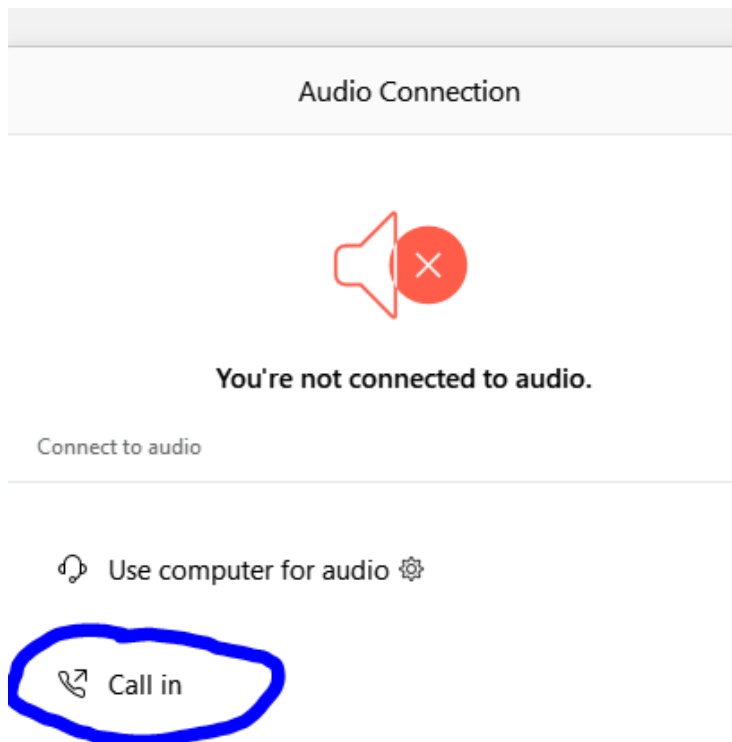 Audio Connection
You're not connected to audio.
Connect to audio
Use computer for audio
Call in